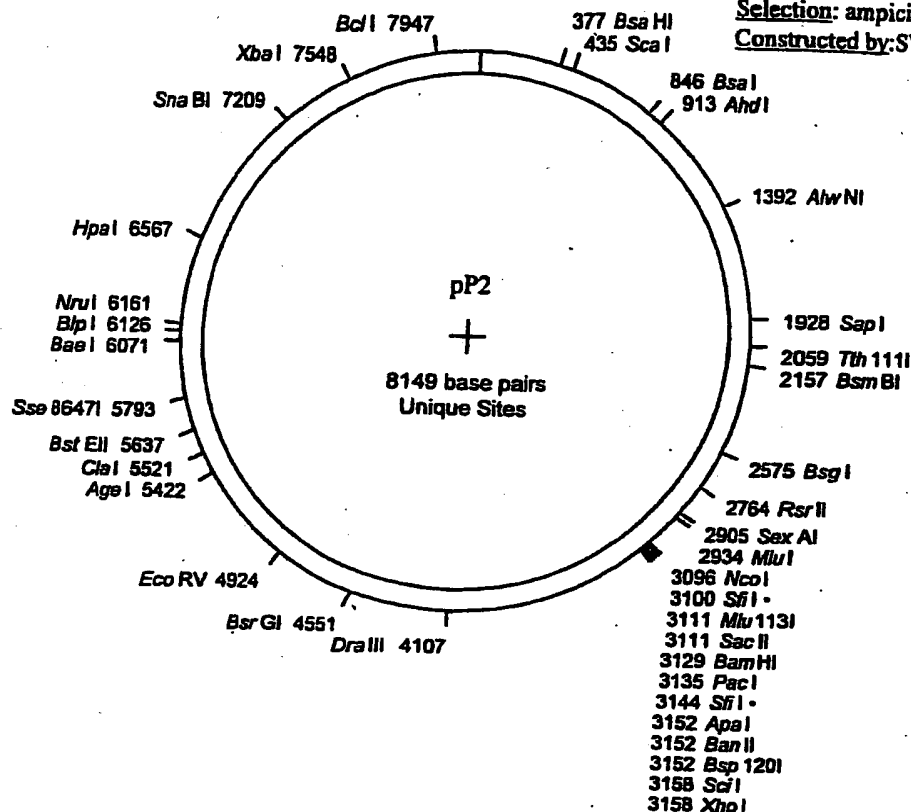 Selection: ampici
Constructed by:S
Bcl I 7947
377 Bsa HI
435 Sca I
Xba I 7548
846 Bsa I
913 Ahd I
Sna BI 7209
1392 Alw NI
Hpa I 6567
pP2
8149 base pairs
Unique Sites
Nru I 6161
Blp I 6126
Bae I 6071
1928 Sap I
2059 Tth 111I
2157 Bsm BI
Sse 8647I 5793
Bst EII 5637
Cla I 5521
Age I 5422
2575 Bsg I
2764 Rsr II
2905 Sex AI
2934 Mlu I
3096 Nco I
3100 Sfi I •
3111 Mlu 113I
3111 Sac II
3129 Bam HI
3135 Pac I
3144 Sfi I •
3152 Apa I
3152 Ban II
3152 Bsp 120I
3158 Sci I
3158 Xho I
Eco RV 4924
Bsr GI 4551
Dra III 4107